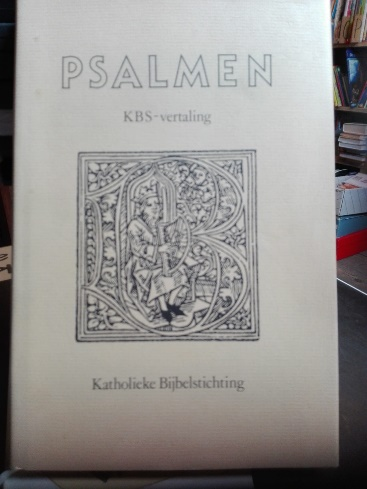 PSALMEN
KBS-vertaling
B
Katholieke Bijbelstichting